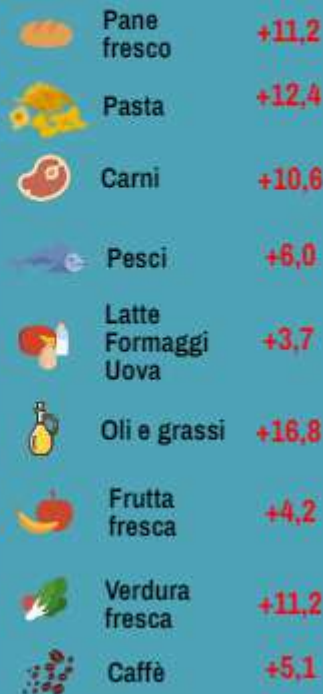 Pane
fresco
+11,2
Pasta
+12,4
Carni
+10,6
Pesci
+6,0
Latte
Formaggi
Uova
+3,7
Oli e grassi
+16,8
Frutta
fresca
+4,2
Verdura
fresca
+11,2
Caffè
+5,1